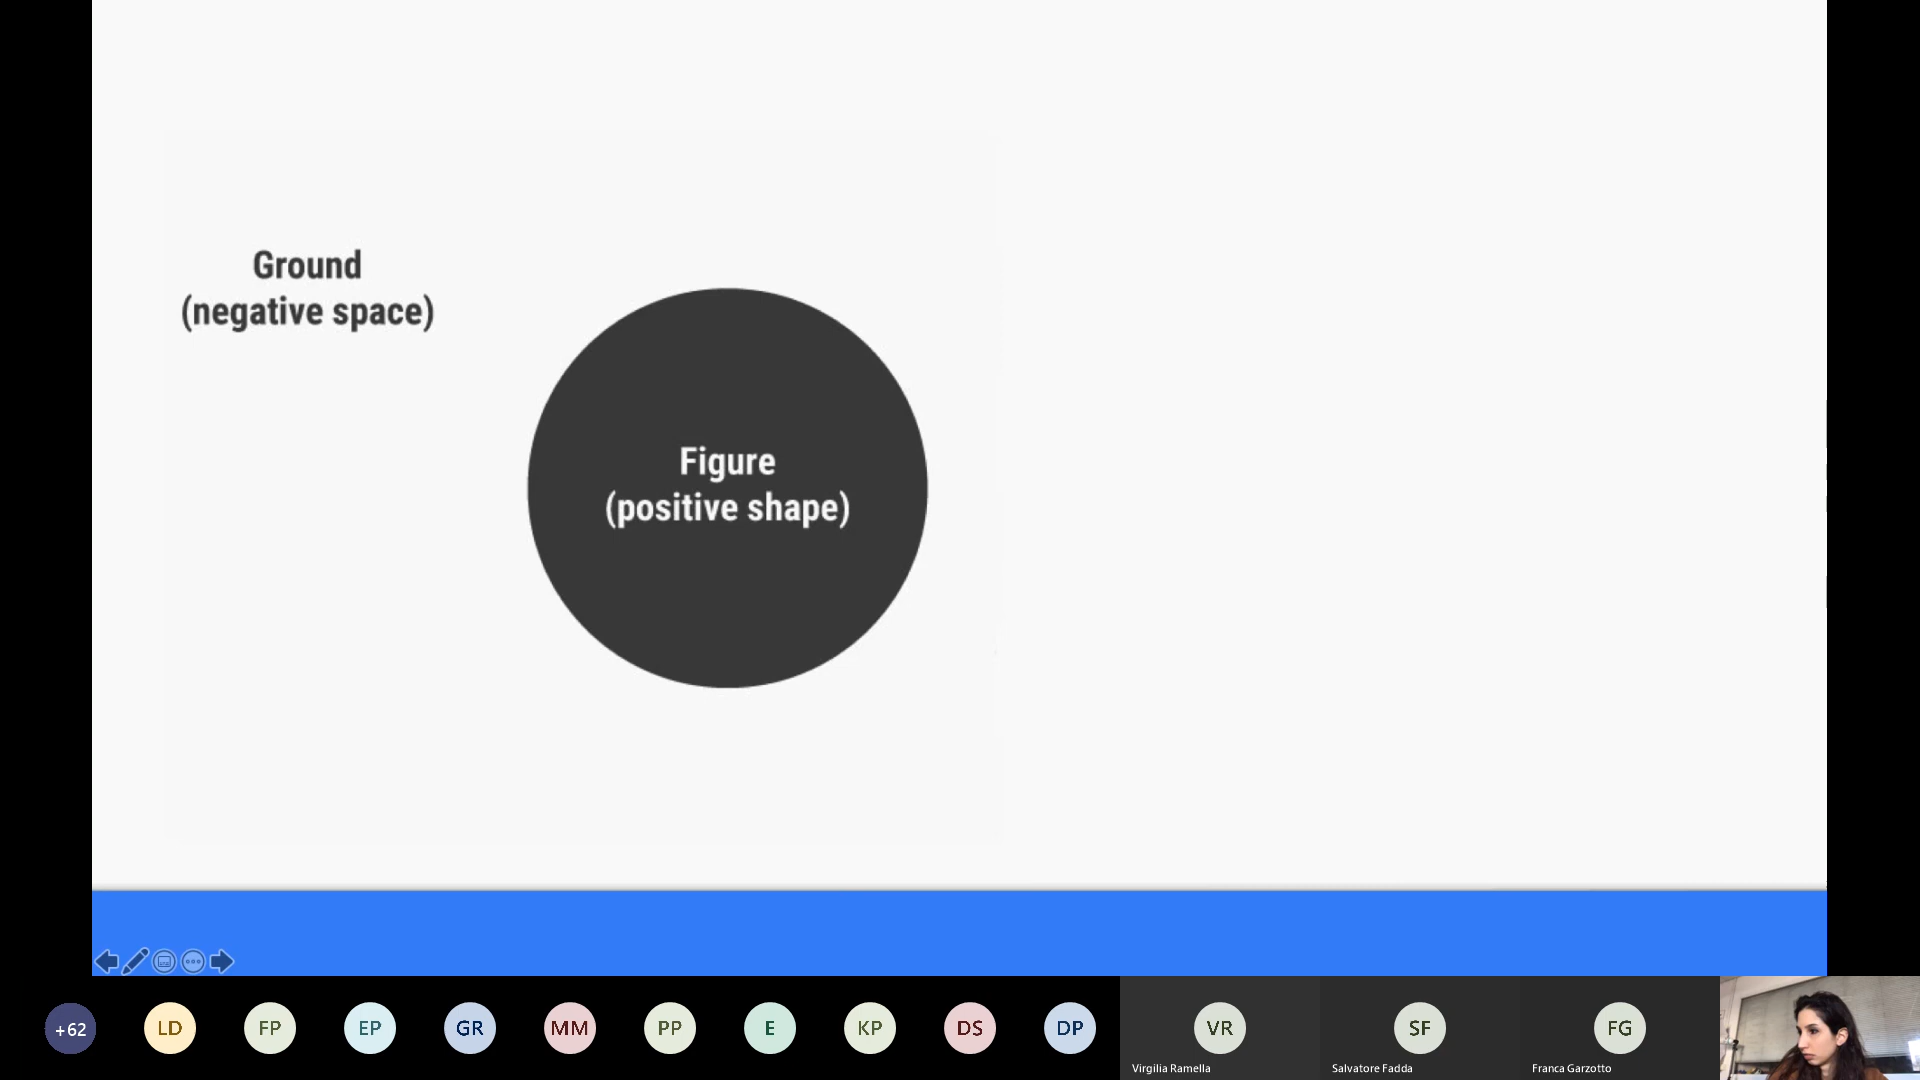 Ground
(negative space)
Figure
(positive shape)
+62
LD
FP
EP
GR
MM
PP
E
KP
DS
DP
VR
SF
FG
Virgilia Ramella
Salvatore Fadda
Franca Garzotto